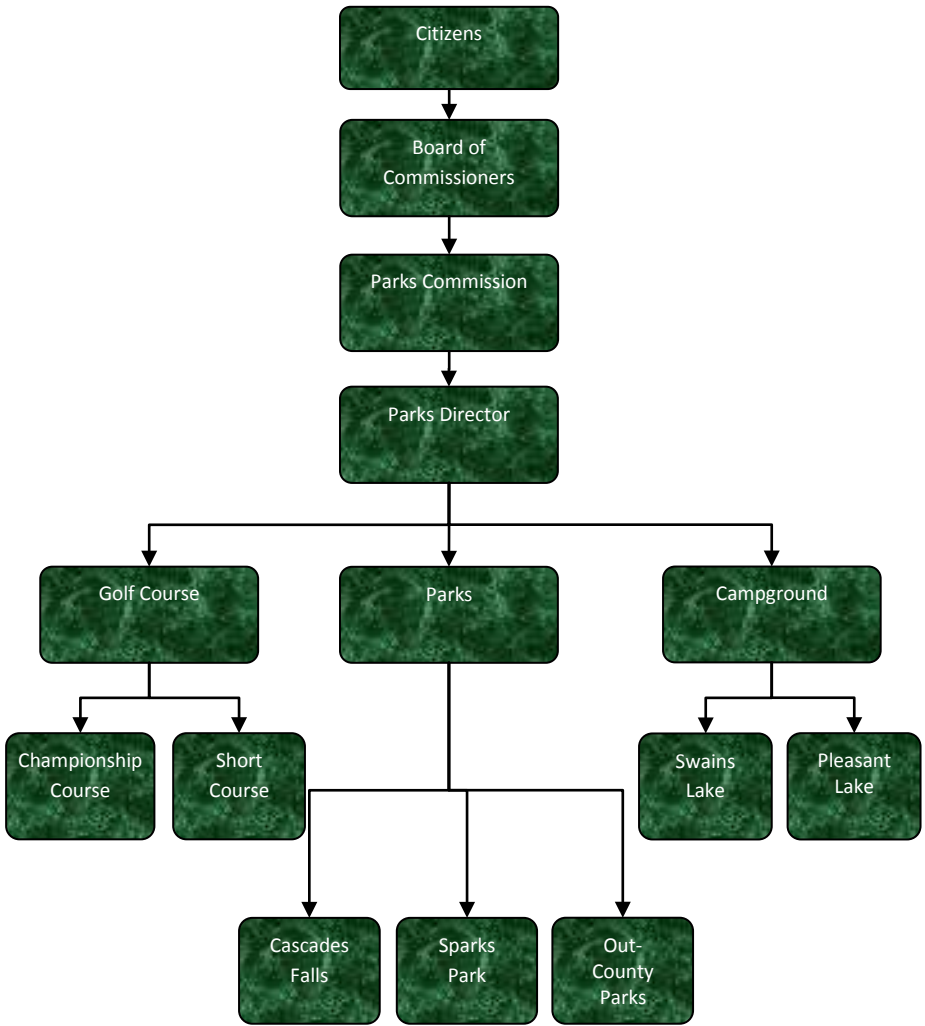 Citizens
Board of
Commissioners
Parks Commission
Parks Director
Golf Course
Parks
Campground
Championship
Course
Short
Course
Swains
Lake
Pleasant
Lake
Cascades
Falls
Sparks
Park
Out-
County
Parks